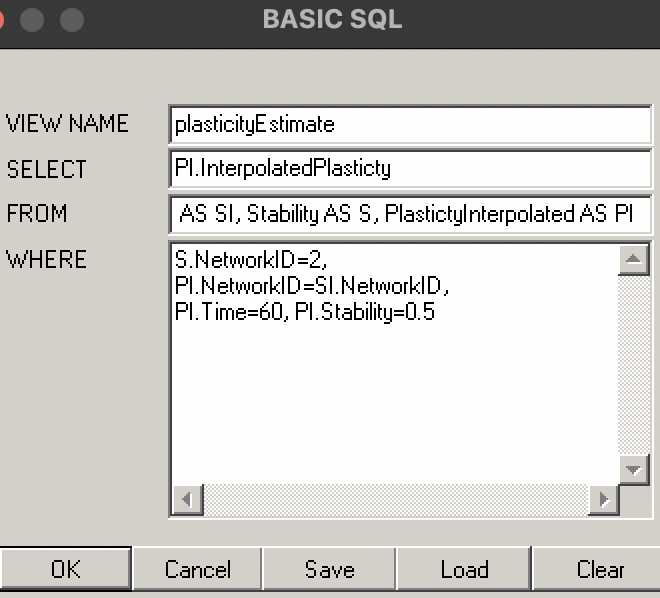 BASIC SQL
VIEW NAME plasticityEstimate
SELECT PI.InterpolatedPlasticty
FROM AS SI, Stability AS S, PlastictyInterpolated AS PI
WHERE S.NetworkID=2,
PI.NetworkID=SI.NetworkID,
PI.Time=60, PI.Stability=0.5
OK Cancel Save Load Clear